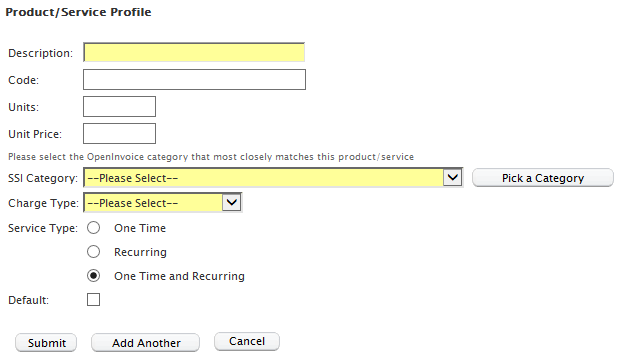 Product/Service Profile
Description:
Code:
Units:
Unit Price:
Please select the OpenInvoice category that most closely matches this product/service
SSI Category: --Please Select-- Pick a Category
Charge Type: --Please Select--
Service Type: One Time
Recurring
One Time and Recurring
Default:
Submit Add Another Cancel